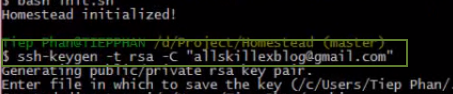 $ bash init.sh
Homestead initialized!
Tiep Phan@TIEPPHAN /d/Project/Homestead (master)
$ ssh-keygen -t rsa -C "allskillexblog@gmail.com"
Generating public/private rsa key pair.
Enter file in which to save the key (/c/Users/Tiep Phan/.